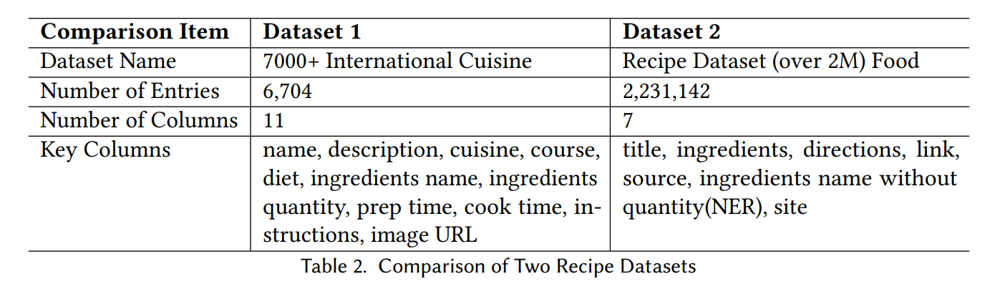 Comparison Item Dataset 1 Dataset 2
Dataset Name 7000+ International Cuisine Recipe Dataset (over 2M) Food
Number of Entries 6,704 2,231,142
Number of Columns 11 7
Key Columns name, description, cuisine, course, title, ingredients, directions, link,
diet, ingredients name, ingredients source, ingredients name without
quantity, prep time, cook time, in- quantity(NER), site
structions, image URL
Table 2. Comparison of Two Recipe Datasets